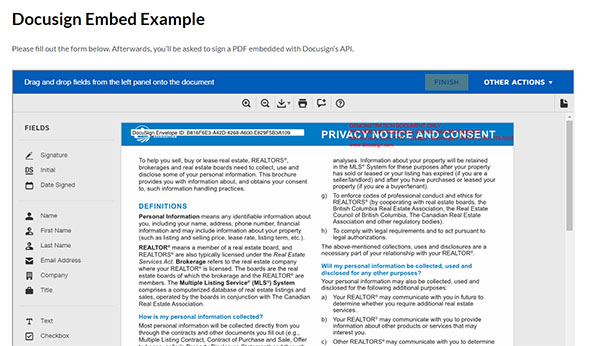 Docusign Embed Example
Please fill out the form below. Afterwards, you'll be asked to sign a PDF embedded with Docusign's API.
Drag and drop fields from the left panel onto the document
FINISH
OTHER ACTIONS
FIELDS
Signature
DS Initial
Date Signed
Name
First Name
Last Name
Email Address
Company
Title
Text
Checkbox
DocuSign Envelope ID: B816F6E3-A42D-4268-A600-E829F5B3A109
PRIVACY NOTICE AND CONSENT
To help you sell, buy or lease real estate, REALTORS®,
brokerages and real estate boards need to collect, use and
disclose some of your personal information. This brochure
provides you with information about, and obtains your consent
to, such information handling practices.
DEFINITIONS
Personal Information means any identifiable information about
you, including your name, address, phone number, financial
information and may include information about your property
(such as listing and selling price, lease rate, listing term, etc.).
REALTOR® means a member of a real estate board, and
REALTORS® are also typically licensed under the Real Estate
Services Act. Brokerage refers to the real estate company
where your REALTOR® is licensed. The boards are the real
estate boards of which the brokerage and the REALTOR® are
members. The Multiple Listing Service® (MLS®) System
comprises a computerized database of real estate listings and
sales, operated by the boards in conjunction with The Canadian
Real Estate Association.
How is my personal information collected?
Most personal information will be collected directly from you
through the contracts and other documents you fill out (e.g.,
Multiple Listing Contract, Contract of Purchase and Sale, Offer
analyses. Information about your property will be retained
in the MLS® System for these purposes after your property
has sold or leased or your listing has expired (if you are a
seller/landlord) and after you have purchased or leased your
property (if you are a buyer/tenant).
g) To enforce codes of professional conduct and ethics for
REALTORS® (by cooperating with real estate boards, the
British Columbia Real Estate Association, the Real Estate
Council of British Columbia, The Canadian Real Estate
Association and other regulatory bodies).
h) To comply with legal requirements and to act pursuant to
legal authorizations.
The above-mentioned collections, uses and disclosures are a
necessary part of your relationship with your REALTOR®.
Will my personal information be collected, used and
disclosed for any other purposes?
Your personal information may also be collected, used and
disclosed for the following additional purposes:
a) Your REALTOR® may communicate with you in future to
determine whether you require additional real estate
services.
b) Your REALTOR® may communicate with you to provide
information about other products or services that may
interest you.
c) Other REALTORS® may communicate with you to determine